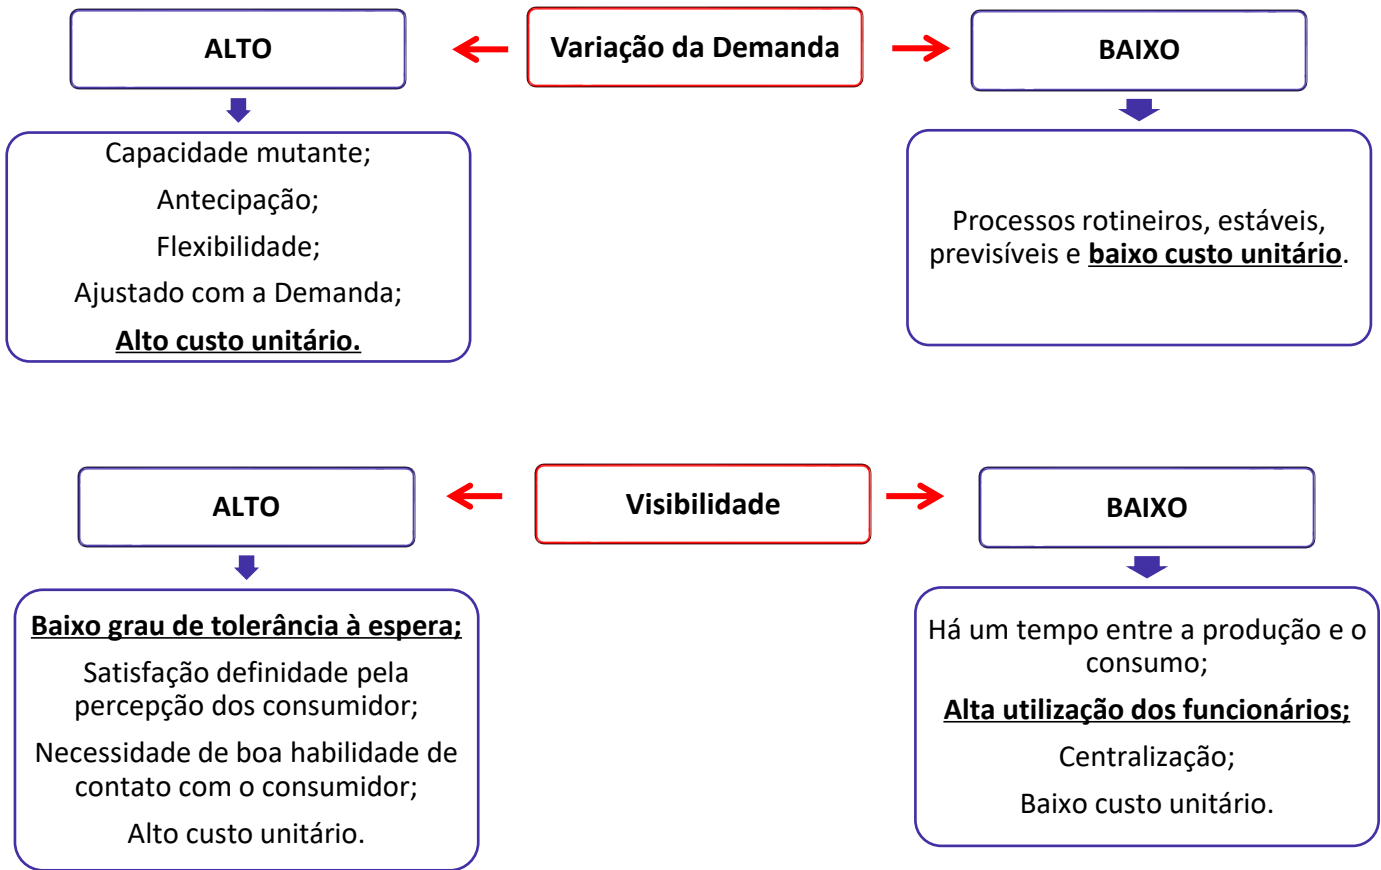 ALTO
Variação da Demanda
BAIXO
Capacidade mutante;
Antecipação;
Flexibilidade;
Ajustado com a Demanda;
Alto custo unitário.
Processos rotineiros, estáveis,
previsíveis e baixo custo unitário.
ALTO
Visibilidade
BAIXO
Baixo grau de tolerância à espera;
Satisfação definidade pela
percepção dos consumidor;
Necessidade de boa habilidade de
contato com o consumidor;
Alto custo unitário.
Há um tempo entre a produção e o
consumo;
Alta utilização dos funcionários;
Centralização;
Baixo custo unitário.